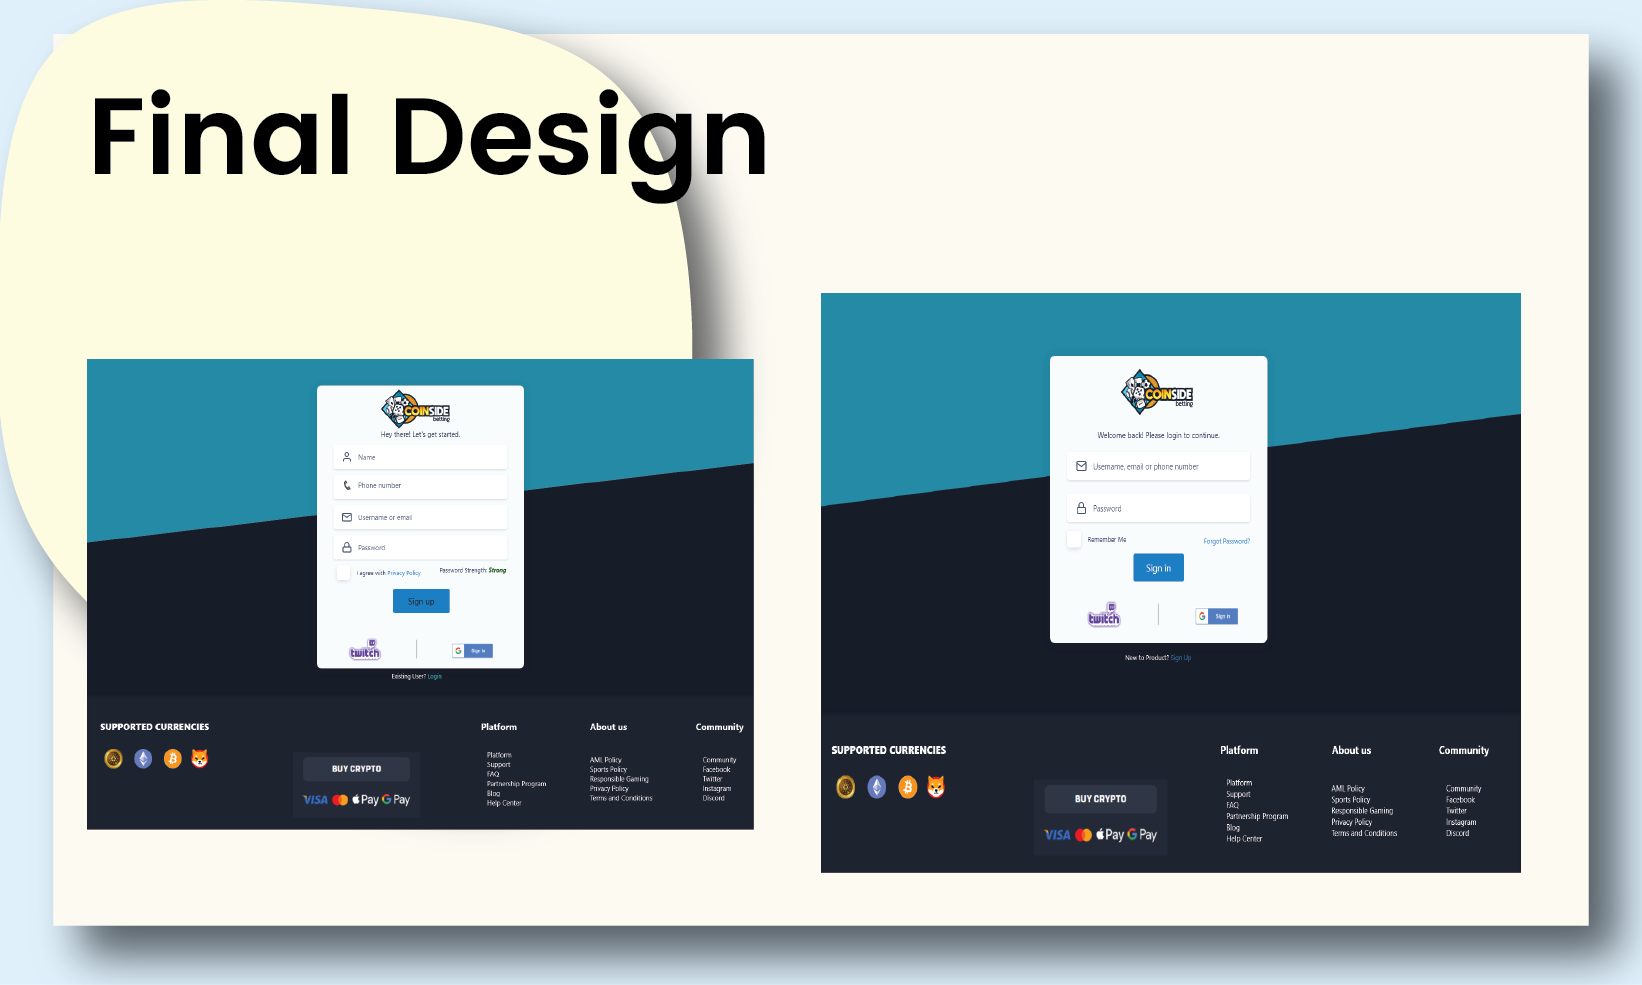 Final Design
COINSIDE
betting
Hey there! Let's get started.
Name
Phone number
Username or email
Password
I agree with Privacy Policy
Password Strength: Strong
Sign up
twitch
G Sign in
Existing User? Login
SUPPORTED CURRENCIES
BUY CRYPTO
VISA Pay G Pay
Platform
Platform
Support
FAQ
Partnership Program
Blog
Help Center
About us
AML Policy
Sports Policy
Responsible Gaming
Privacy Policy
Terms and Conditions
Community
Community
Facebook
Twitter
Instagram
Discord
COINSIDE
betting
Welcome back! Please login to continue.
Username, email or phone number
Password
Remember Me
Forgot Password?
Sign in
twitch
G Sign in
New to Product? Sign Up
SUPPORTED CURRENCIES
BUY CRYPTO
VISA Pay G Pay
Platform
Platform
Support
FAQ
Partnership Program
Blog
Help Center
About us
AML Policy
Sports Policy
Responsible Gaming
Privacy Policy
Terms and Conditions
Community
Community
Facebook
Twitter
Instagram
Discord